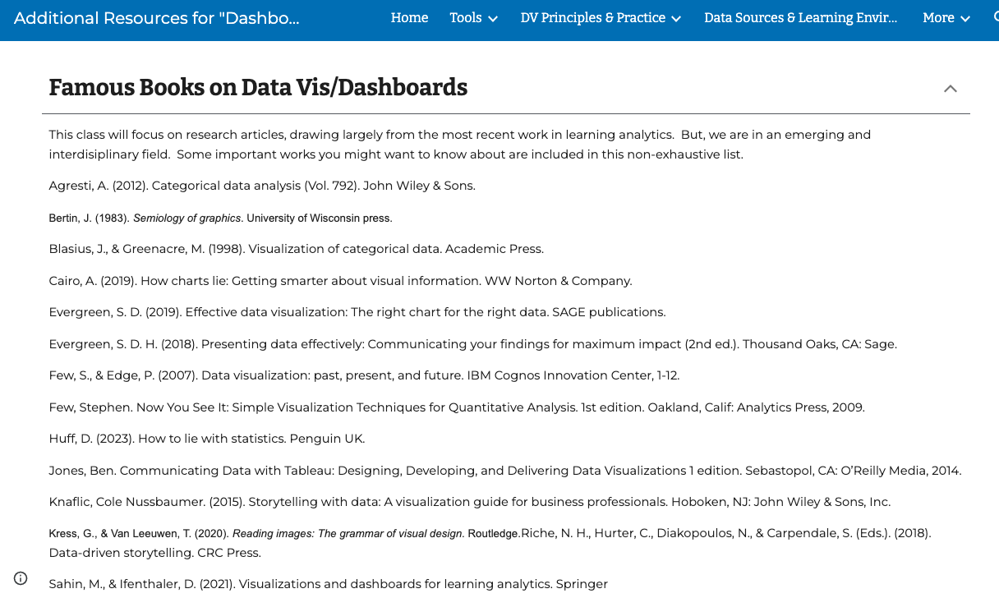 Additional Resources for "Dashbo...
Home Tools DV Principles & Practice Data Sources & Learning Envir... More
Famous Books on Data Vis/Dashboards
This class will focus on research articles, drawing largely from the most recent work in learning analytics.  But, we are in an emerging and
interdisiplinary field.  Some important works you might want to know about are included in this non-exhaustive list.
Agresti, A. (2012). Categorical data analysis (Vol. 792). John Wiley & Sons.
Bertin, J. (1983). Semiology of graphics. University of Wisconsin press.
Blasius, J., & Greenacre, M. (1998). Visualization of categorical data. Academic Press.
Cairo, A. (2019). How charts lie: Getting smarter about visual information. WW Norton & Company.
Evergreen, S. D. (2019). Effective data visualization: The right chart for the right data. SAGE publications.
Evergreen, S. D. H. (2018). Presenting data effectively: Communicating your findings for maximum impact (2nd ed.). Thousand Oaks, CA: Sage.
Few, S., & Edge, P. (2007). Data visualization: past, present, and future. IBM Cognos Innovation Center, 1-12.
Few, Stephen. Now You See It: Simple Visualization Techniques for Quantitative Analysis. 1st edition. Oakland, Calif: Analytics Press, 2009.
Huff, D. (2023). How to lie with statistics. Penguin UK.
Jones, Ben. Communicating Data with Tableau: Designing, Developing, and Delivering Data Visualizations 1 edition. Sebastopol, CA: O’Reilly Media, 2014.
Knaflic, Cole Nussbaumer. (2015). Storytelling with data: A visualization guide for business professionals. Hoboken, NJ: John Wiley & Sons, Inc.
Kress, G., & Van Leeuwen, T. (2020). Reading images: The grammar of visual design. Routledge.Riche, N. H., Hurter, C., Diakopoulos, N., & Carpendale, S. (Eds.). (2018).
Data-driven storytelling. CRC Press.
Sahin, M., & Ifenthaler, D. (2021). Visualizations and dashboards for learning analytics. Springer